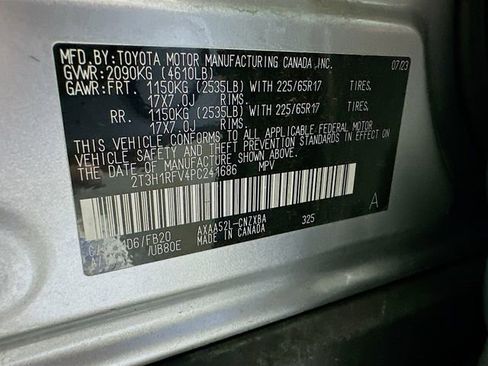 MFD. BY: TOYOTA MOTOR MANUFACTURING CANADA, INC. 07/23
GVWR: 2090KG (4610LB)
GAWR: FRT. 1150KG (2535LB) WITH 225/65R17 TIRES,
17X7.0J RIMS.
RR. 1150KG (2535LB) WITH 225/65R17 TIRES,
17X7.0J RIMS.
THIS VEHICLE CONFORMS TO ALL APPLICABLE FEDERAL MOTOR
VEHICLE SAFETY AND THEFT PREVENTION STANDARDS IN EFFECT ON
THE DATE OF MANUFACTURE SHOWN ABOVE.
2T3H1RFV4PC241686 MPV
C/ 1D6/FB20 AXAA52L-CNZXBA 325 A
A/ /UB80E MADE IN CANADA